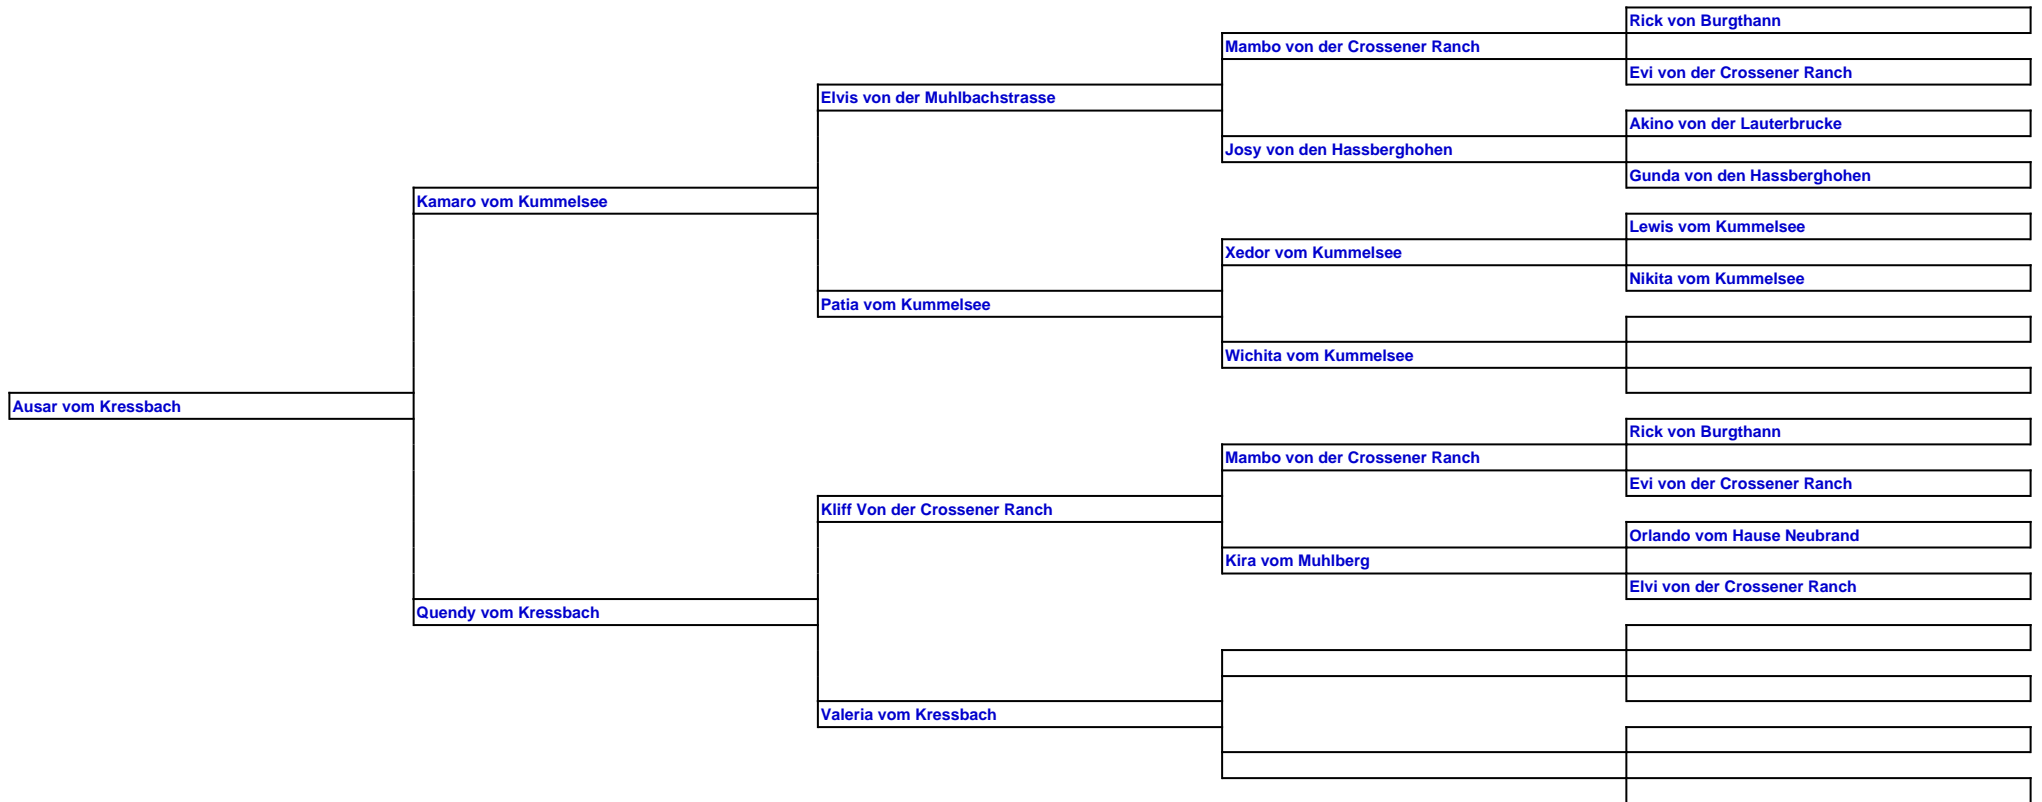 Rick von Burgthann
Mambo von der Crossener Ranch
Evi von der Crossener Ranch
Elvis von der Muhlbachstrasse
Akino von der Lauterbrucke
Josy von den Hassberghohen
Gunda von den Hassberghohen
Kamaro vom Kummelsee
Lewis vom Kummelsee
Xedor vom Kummelsee
Nikita vom Kummelsee
Patia vom Kummelsee
Wichita vom Kummelsee
Ausar vom Kressbach
Rick von Burgthann
Mambo von der Crossener Ranch
Evi von der Crossener Ranch
Kliff Von der Crossener Ranch
Orlando vom Hause Neubrand
Kira vom Muhlberg
Elvi von der Crossener Ranch
Quendy vom Kressbach
Valeria vom Kressbach